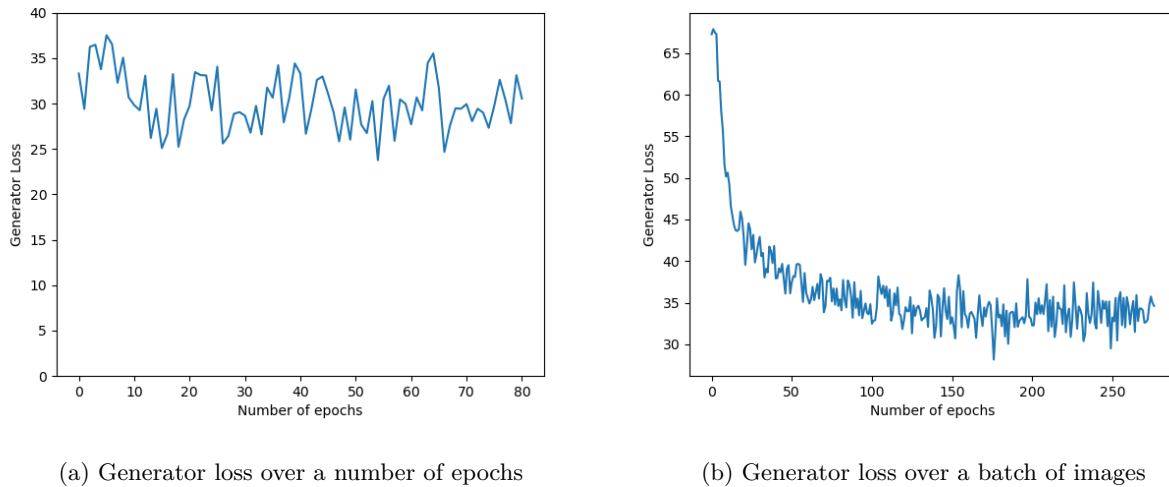 40
35
30
25
20
15
10
5
0
Generator Loss
0 10 20 30 40 50 60 70 80
Number of epochs
(a) Generator loss over a number of epochs
65
60
55
50
45
40
35
30
Generator Loss
0 50 100 150 200 250
Number of epochs
(b) Generator loss over a batch of images